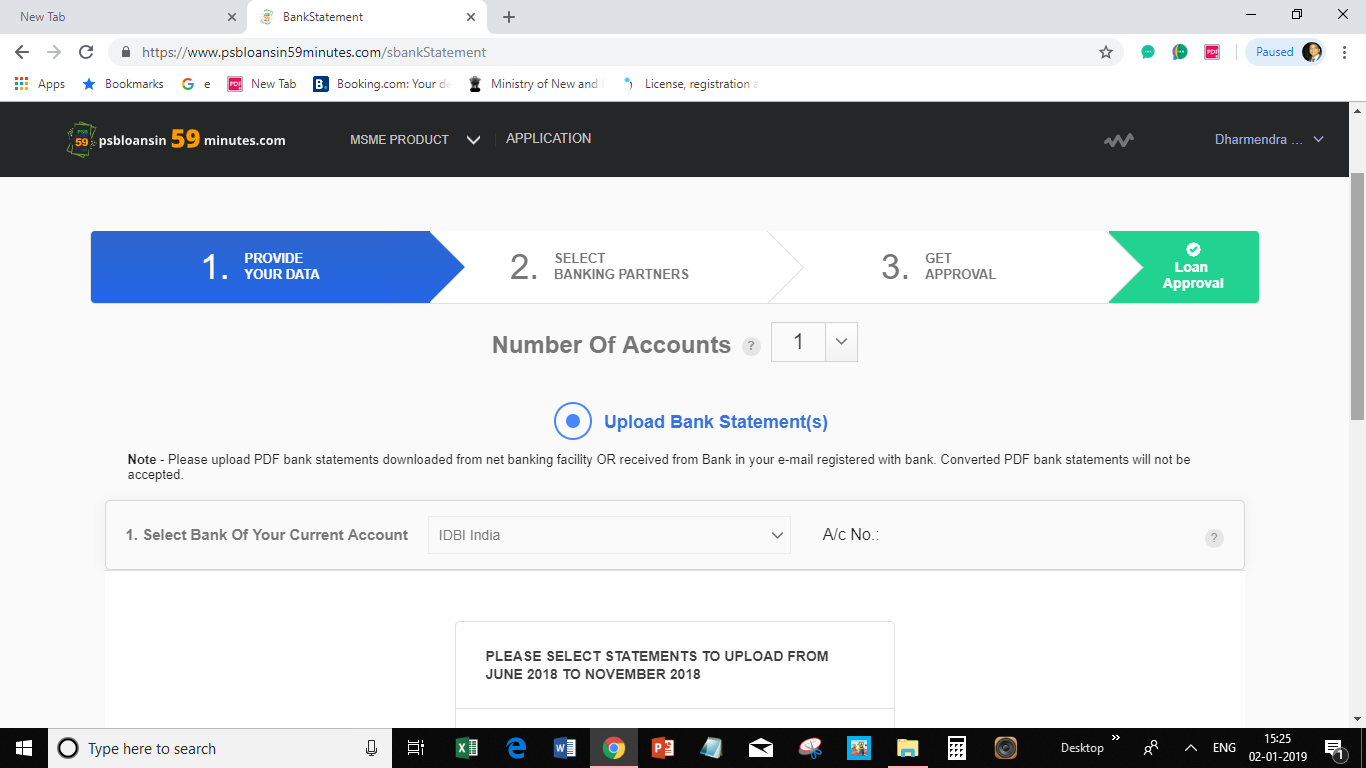 New Tab
BankStatement
https://www.psbloansin59minutes.com/sbankStatement
Paused
Apps
Bookmarks
G e
PDF New Tab
B. Booking.com: Your de
Ministry of New and
License, registration a
psbloansin 59 minutes.com
MSME PRODUCT
APPLICATION
Dharmendra ...
1. PROVIDE
YOUR DATA
2. SELECT
BANKING PARTNERS
3. GET
APPROVAL
Loan
Approval
Number Of Accounts ? 1
Upload Bank Statement(s)
Note - Please upload PDF bank statements downloaded from net banking facility OR received from Bank in your e-mail registered with bank. Converted PDF bank statements will not be
accepted.
1. Select Bank Of Your Current Account
IDBI India
A/c No.:
?
PLEASE SELECT STATEMENTS TO UPLOAD FROM
JUNE 2018 TO NOVEMBER 2018
Type here to search
Desktop
ENG
15:25
02-01-2019
1